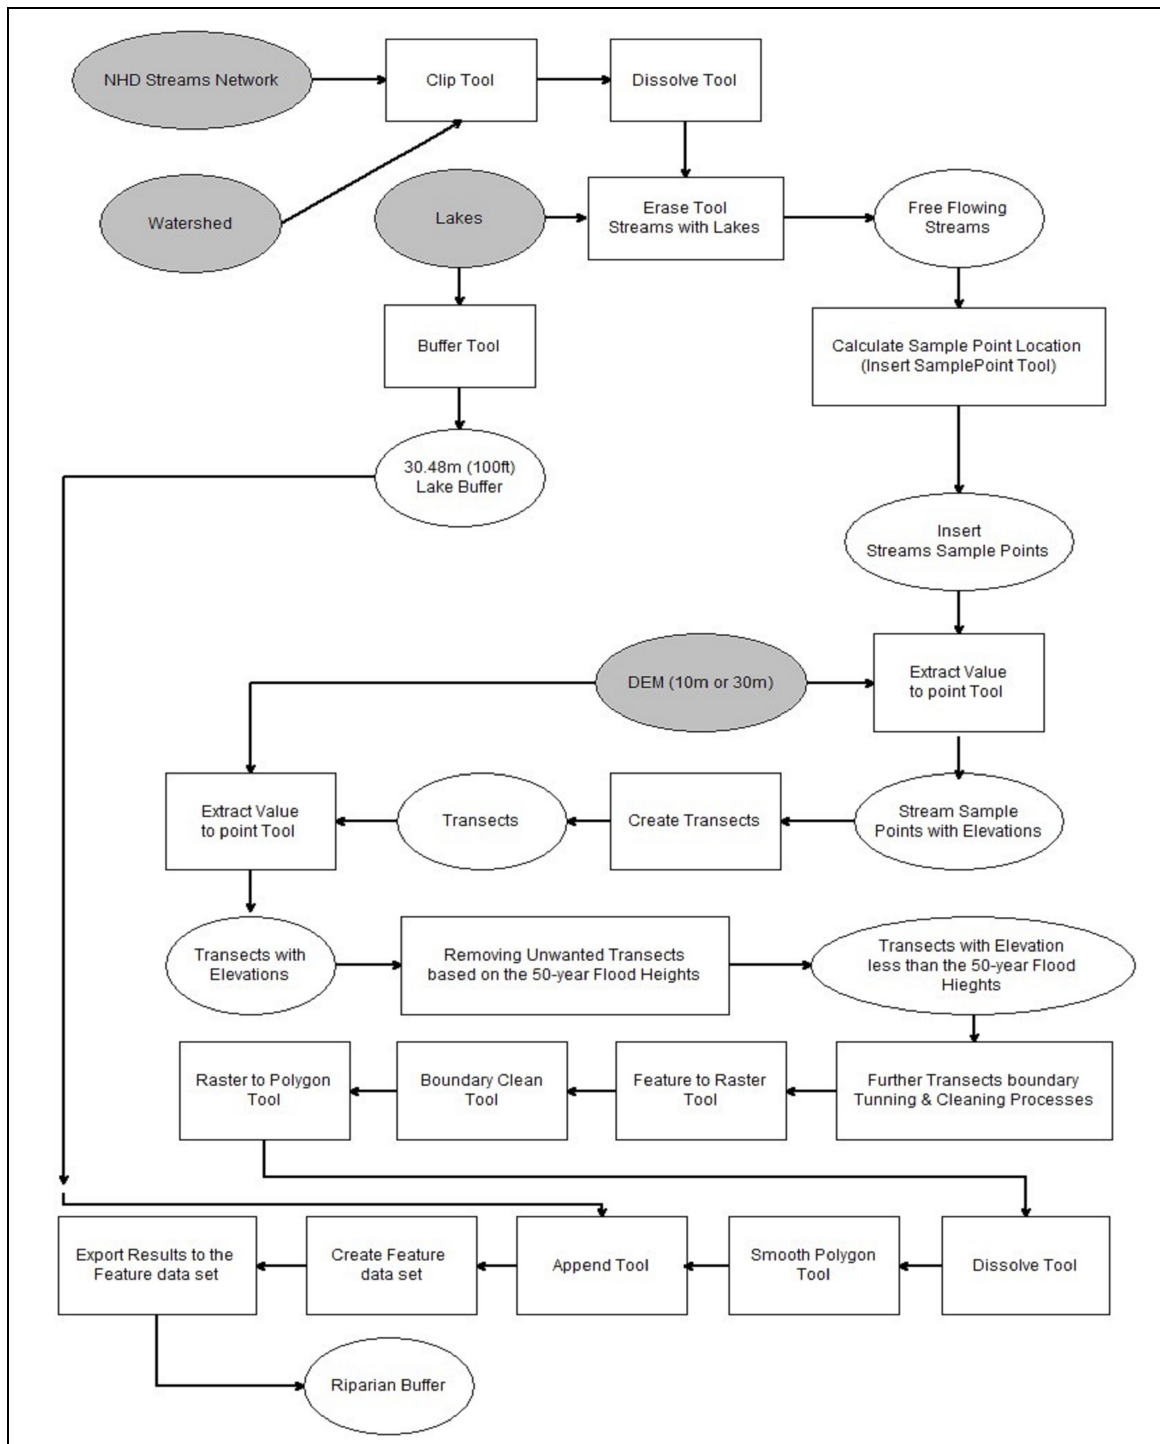 NHD Streams Network
Clip Tool
Dissolve Tool
Watershed
Lakes
Erase Tool
Streams with Lakes
Free Flowing
Streams
Buffer Tool
Calculate Sample Point Location
(Insert SamplePoint Tool)
30.48m (100ft)
Lake Buffer
Insert
Streams Sample Points
DEM (10m or 30m)
Extract Value
to point Tool
Extract Value
to point Tool
Transects
Create Transects
Stream Sample
Points with Elevations
Transects with
Elevations
Removing Unwanted Transects
based on the 50-year Flood Heights
Transects with Elevation
less than the 50-year Flood
Hieghts
Raster to Polygon
Tool
Boundary Clean
Tool
Feature to Raster
Tool
Further Transects boundary
Tunning & Cleaning Processes
Export Results to the
Feature data set
Create Feature
data set
Append Tool
Smooth Polygon
Tool
Dissolve Tool
Riparian Buffer